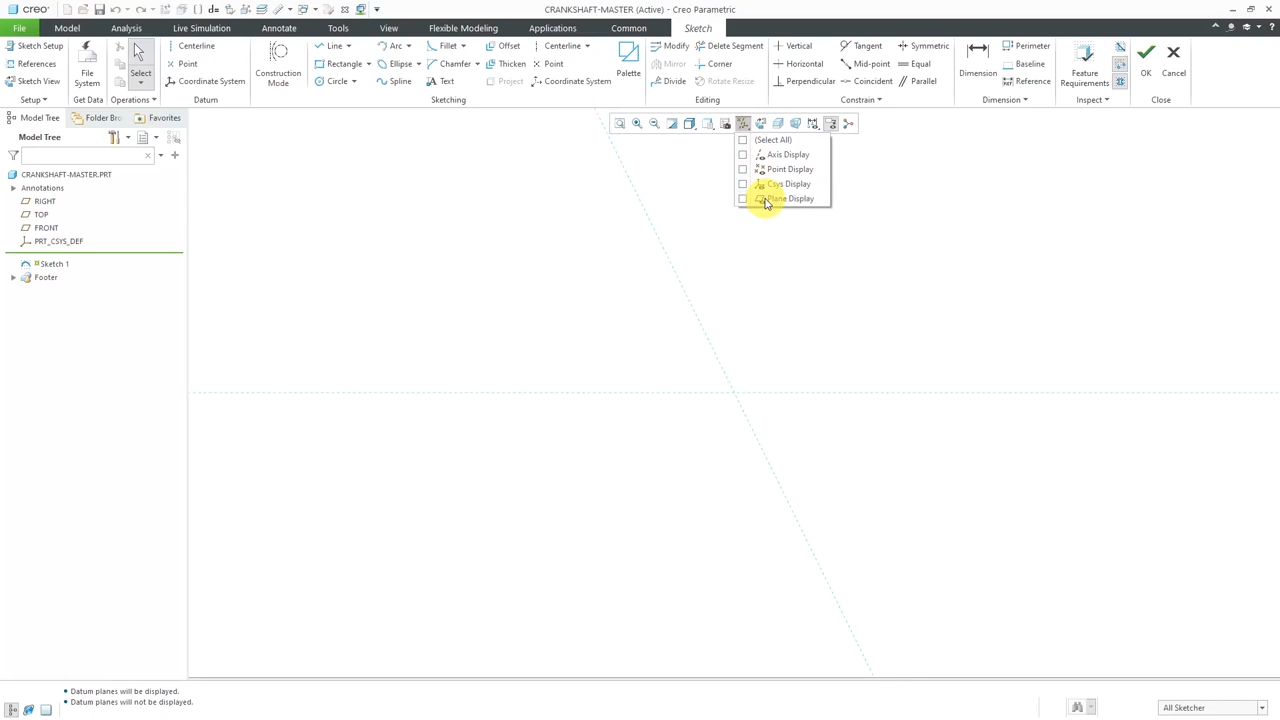 creo
CRANKSHAFT-MASTER (Active) - Creo Parametric
File Model Analysis Live Simulation Annotate Tools View Flexible Modeling Applications Common Sketch
Sketch Setup Centerline Line Arc Fillet Offset Centerline Modify Delete Segment Vertical Tangent Symmetric Perimeter
References Point Rectangle Ellipse Chamfer Thicken Point Mirror Corner Horizontal Mid-point Equal Baseline
Sketch View Coordinate System Circle Spline Text Project Coordinate System Divide Rotate Resize Perpendicular Coincident Parallel Reference
File System Select Construction Mode Palette Dimension Feature Requirements OK Cancel
Setup Get Data Operations Datum Sketching Editing Constrain Dimension Inspect Close
Model Tree Folder Bro Favorites
Model Tree
(Select All)
Axis Display
Point Display
Csys Display
Plane Display
CRANKSHAFT-MASTER.PRT
Annotations
RIGHT
TOP
FRONT
PRT_CSYS_DEF
Sketch 1
Footer
• Datum planes will be displayed.
• Datum planes will not be displayed.
All Sketcher